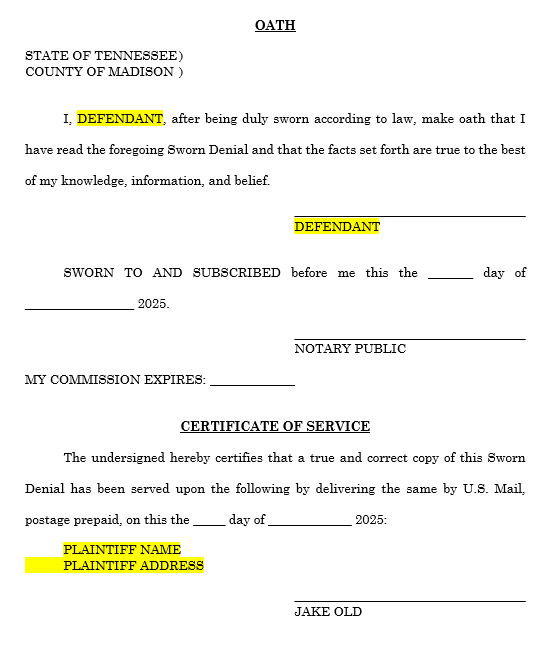 OATH
STATE OF TENNESSEE)
COUNTY OF MADISON )
I, DEFENDANT, after being duly sworn according to law, make oath that I
have read the foregoing Sworn Denial and that the facts set forth are true to the best
of my knowledge, information, and belief.
DEFENDANT
SWORN TO AND SUBSCRIBED before me this the _______ day of
_________________ 2025.
NOTARY PUBLIC
MY COMMISSION EXPIRES: _____________
CERTIFICATE OF SERVICE
The undersigned hereby certifies that a true and correct copy of this Sworn
Denial has been served upon the following by delivering the same by U.S. Mail,
postage prepaid, on this the _____ day of _____________ 2025:
PLAINTIFF NAME
PLAINTIFF ADDRESS
JAKE OLD